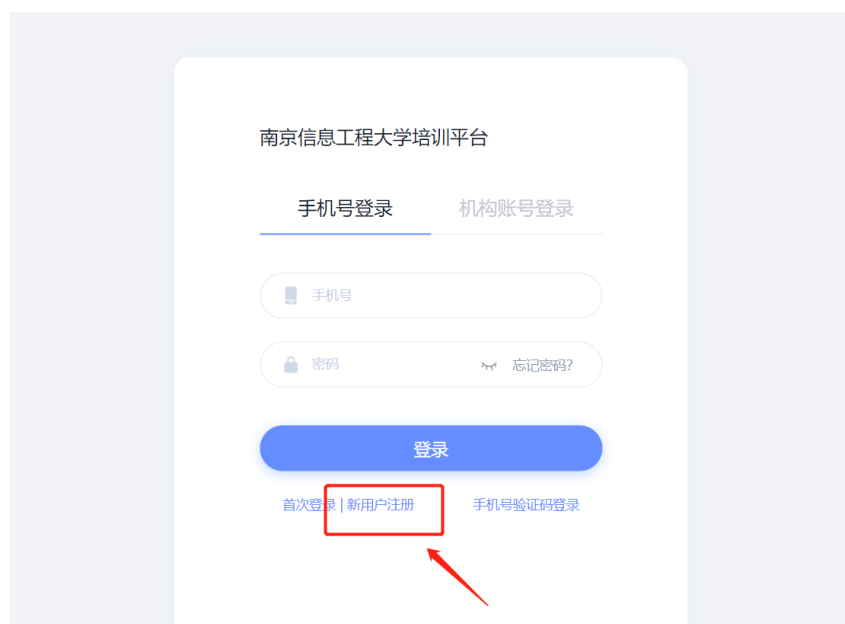 南京信息工程大学培训平台
手机号登录 机构账号登录
手机号
密码 忘记密码?
登录
首次登录 | 新用户注册 手机号验证码登录